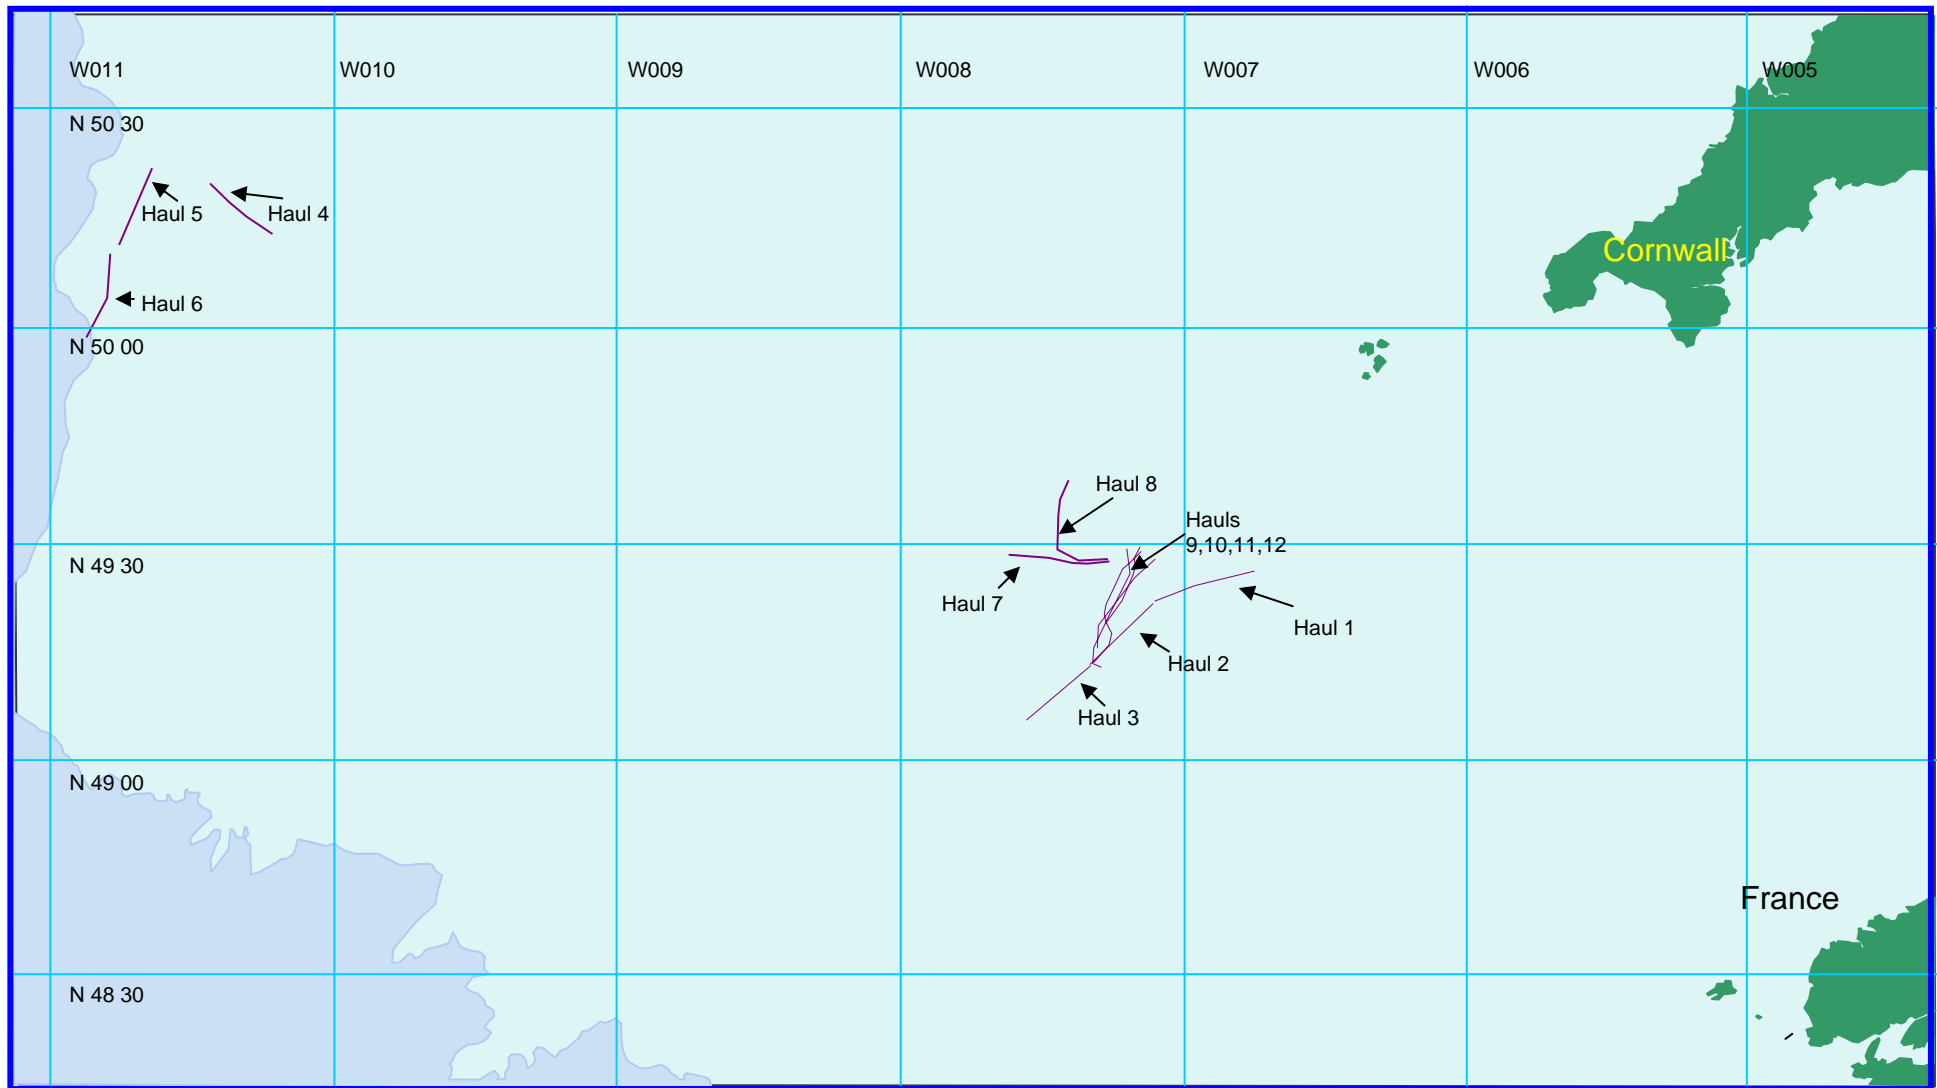 W011
W010
W009
W008
W007
W006
W005
N 50 30
Haul 5
Haul 4
Cornwall
Haul 6
N 50 00
Haul 8
Hauls
9,10,11,12
N 49 30
Haul 7
Haul 1
Haul 2
Haul 3
N 49 00
France
N 48 30